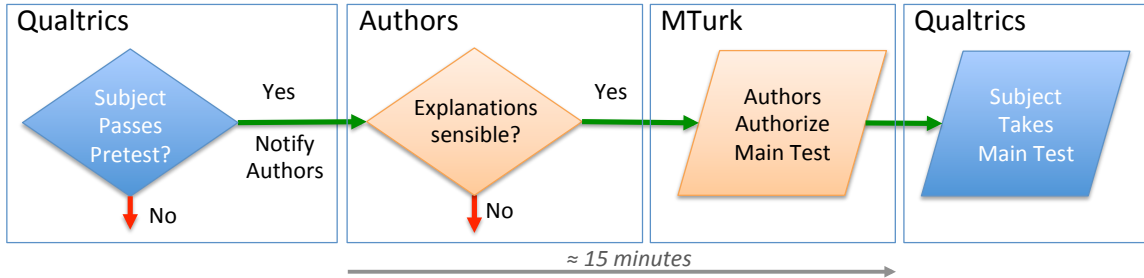 Qualtrics
Subject
Passes
Pretest?
No
Yes
Notify
Authors
Authors
Explanations
sensible?
No
Yes
MTurk
Authors
Authorize
Main Test
Qualtrics
Subject
Takes
Main Test
≈ 15 minutes